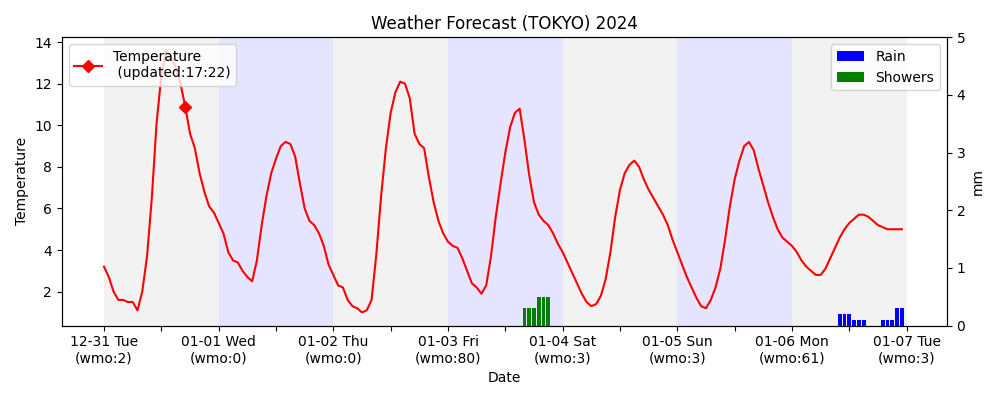 Weather Forecast (TOKYO) 2024
Temperature
(updated:17:22)
Rain
Showers
14
12
10
8
6
4
2
Temperature
5
4
3
2
1
0
mm
12-31 Tue
(wmo:2)
01-01 Wed
(wmo:0)
01-02 Thu
(wmo:0)
01-03 Fri
(wmo:80)
01-04 Sat
(wmo:3)
01-05 Sun
(wmo:3)
01-06 Mon
(wmo:61)
01-07 Tue
(wmo:3)
Date